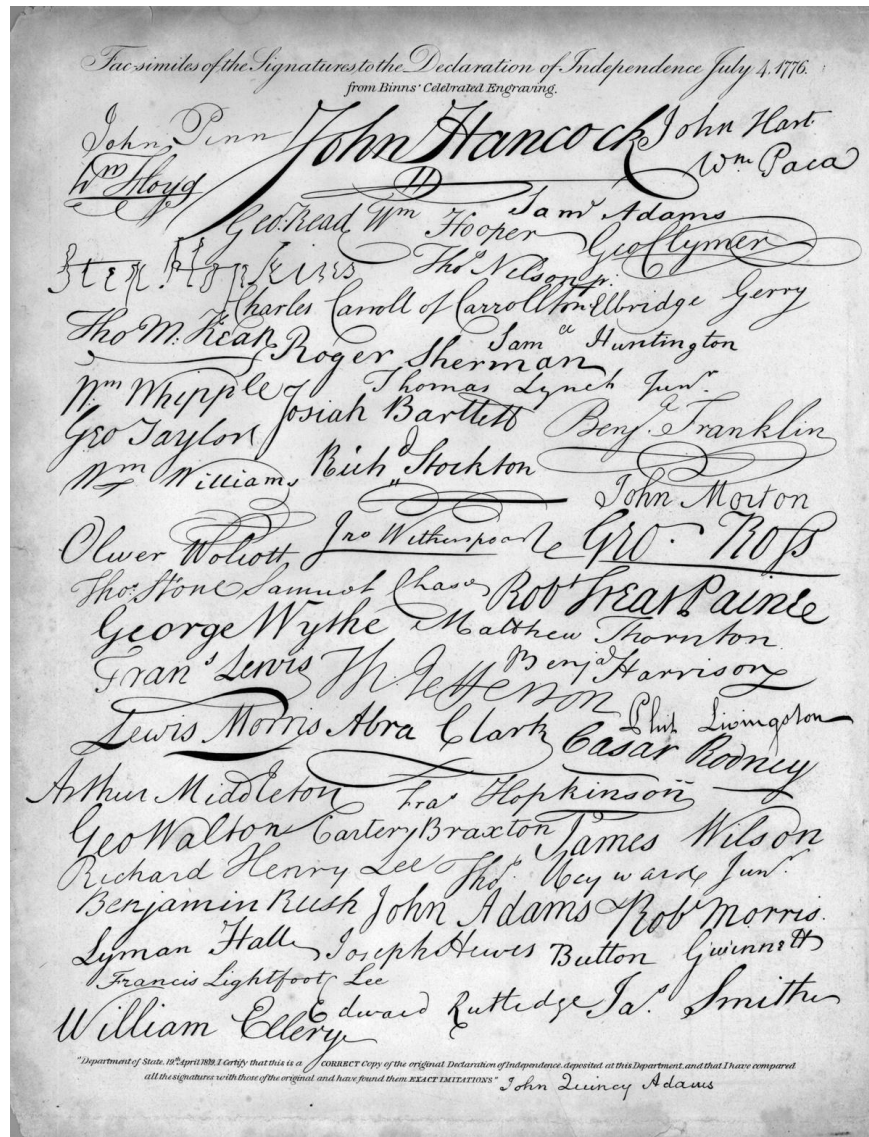 Fac-similes of the Signatures to the Declaration of Independence July 4. 1776.
from Binns' Celebrated Engraving.
John Penn John Hancock John Hart
Wm Floyd Wm Paca
Geo. Read Wm Hooper Saml Adams
Geo Clymer
Step. Hopkins Thos Nelson jr.
Charles Carroll of Carrollton Elbridge Gerry
Tho M: Kean Roger Sherman Saml Huntington
Wm Whipple Thomas Lynch Junr.
Josiah Bartlett Benja. Franklin
Geo Taylor
Wm Williams Richd Stockton
John Morton
Oliver Wolcott Jno Witherspoon Geo. Ross
Thos. Stone Samuel Chase Robt Treat Paine
George Wythe Matthew Thornton
Frans Lewis Th Jefferson Benja Harrison
Lewis Morris Abra Clark Phil Livingston
Cæsar Rodney
Arthur Middleton Fras Hopkinson
Geo Walton Carter Braxton James Wilson
Richard Henry Lee Thos. Heyward Junr.
Benjamin Rush John Adams Robt Morris.
Lyman Hall Joseph Hewes Button Gwinnett
Francis Lightfoot Lee
William Ellery Edward Rutledge Jas. Smith
"Department of State, 19th April 1819. I Certify that this is a CORRECT Copy of the original Declaration of Independence, deposited at this Department, and that I have compared
all the signatures with those of the original and have found them EXACT IMITATIONS." John Quincy Adams